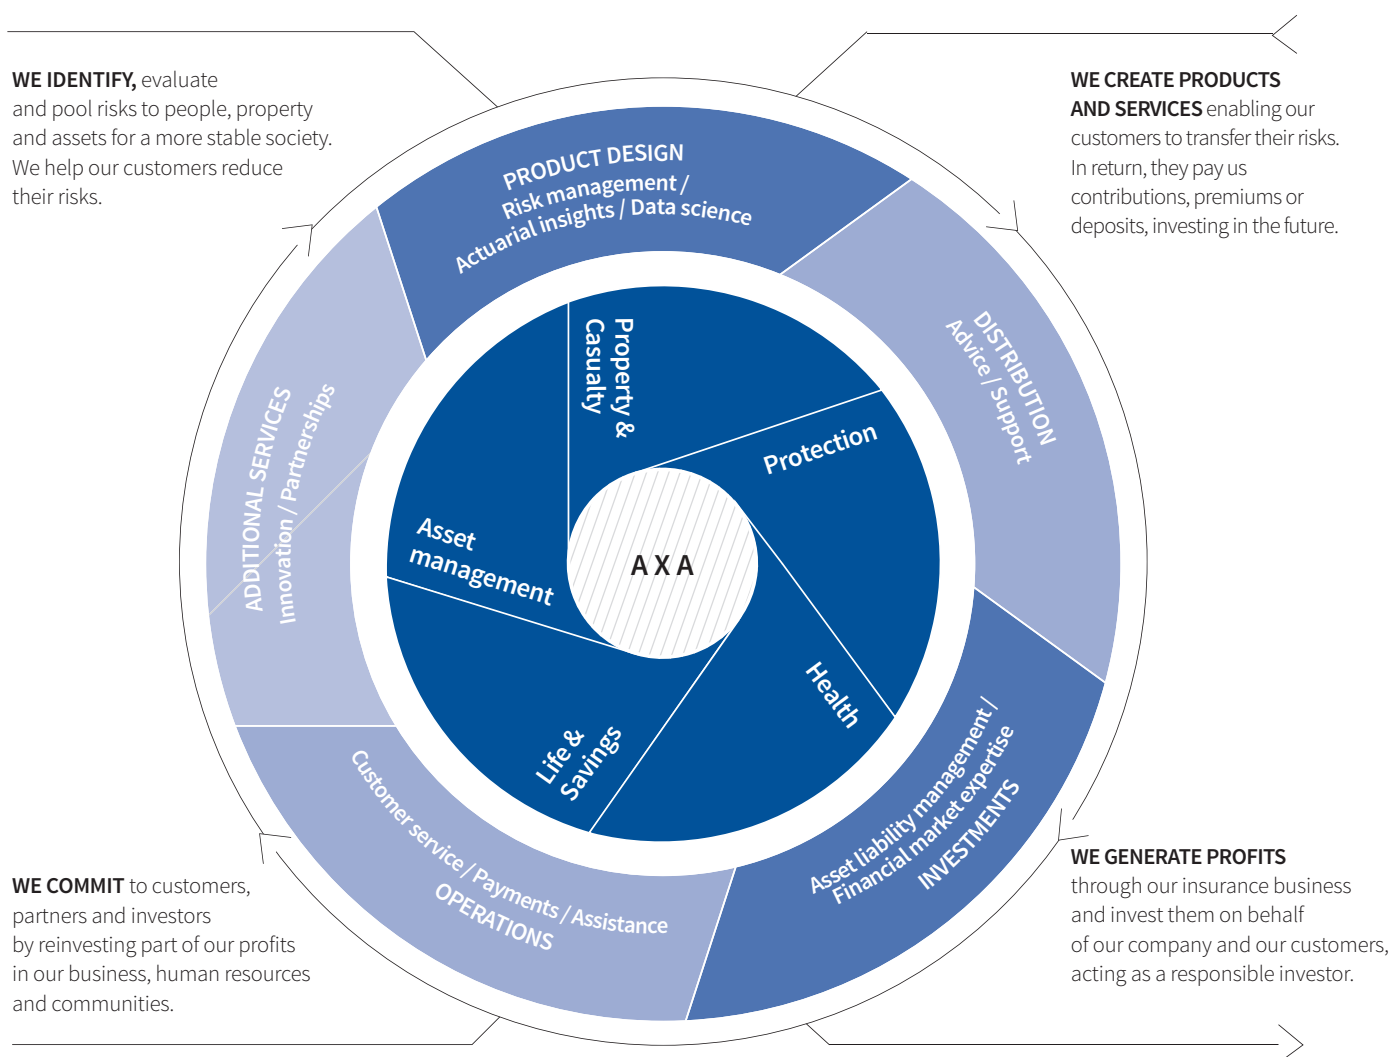 WE IDENTIFY, evaluate
and pool risks to people, property
and assets for a more stable society.
We help our customers reduce
their risks.
WE CREATE PRODUCTS
AND SERVICES enabling our
customers to transfer their risks.
In return, they pay us
contributions, premiums or
deposits, investing in the future.
PRODUCT DESIGN
Risk management /
Actuarial insights / Data science
DISTRIBUTION
Advice / Support
ADDITIONAL SERVICES
Innovation / Partnerships
Property &
Casualty
Protection
Asset
management
AXA
Health
Life &
Savings
Asset liability management /
Financial market expertise
INVESTMENTS
Customer service / Payments / Assistance
OPERATIONS
WE COMMIT to customers,
partners and investors
by reinvesting part of our profits
in our business, human resources
and communities.
WE GENERATE PROFITS
through our insurance business
and invest them on behalf
of our company and our customers,
acting as a responsible investor.